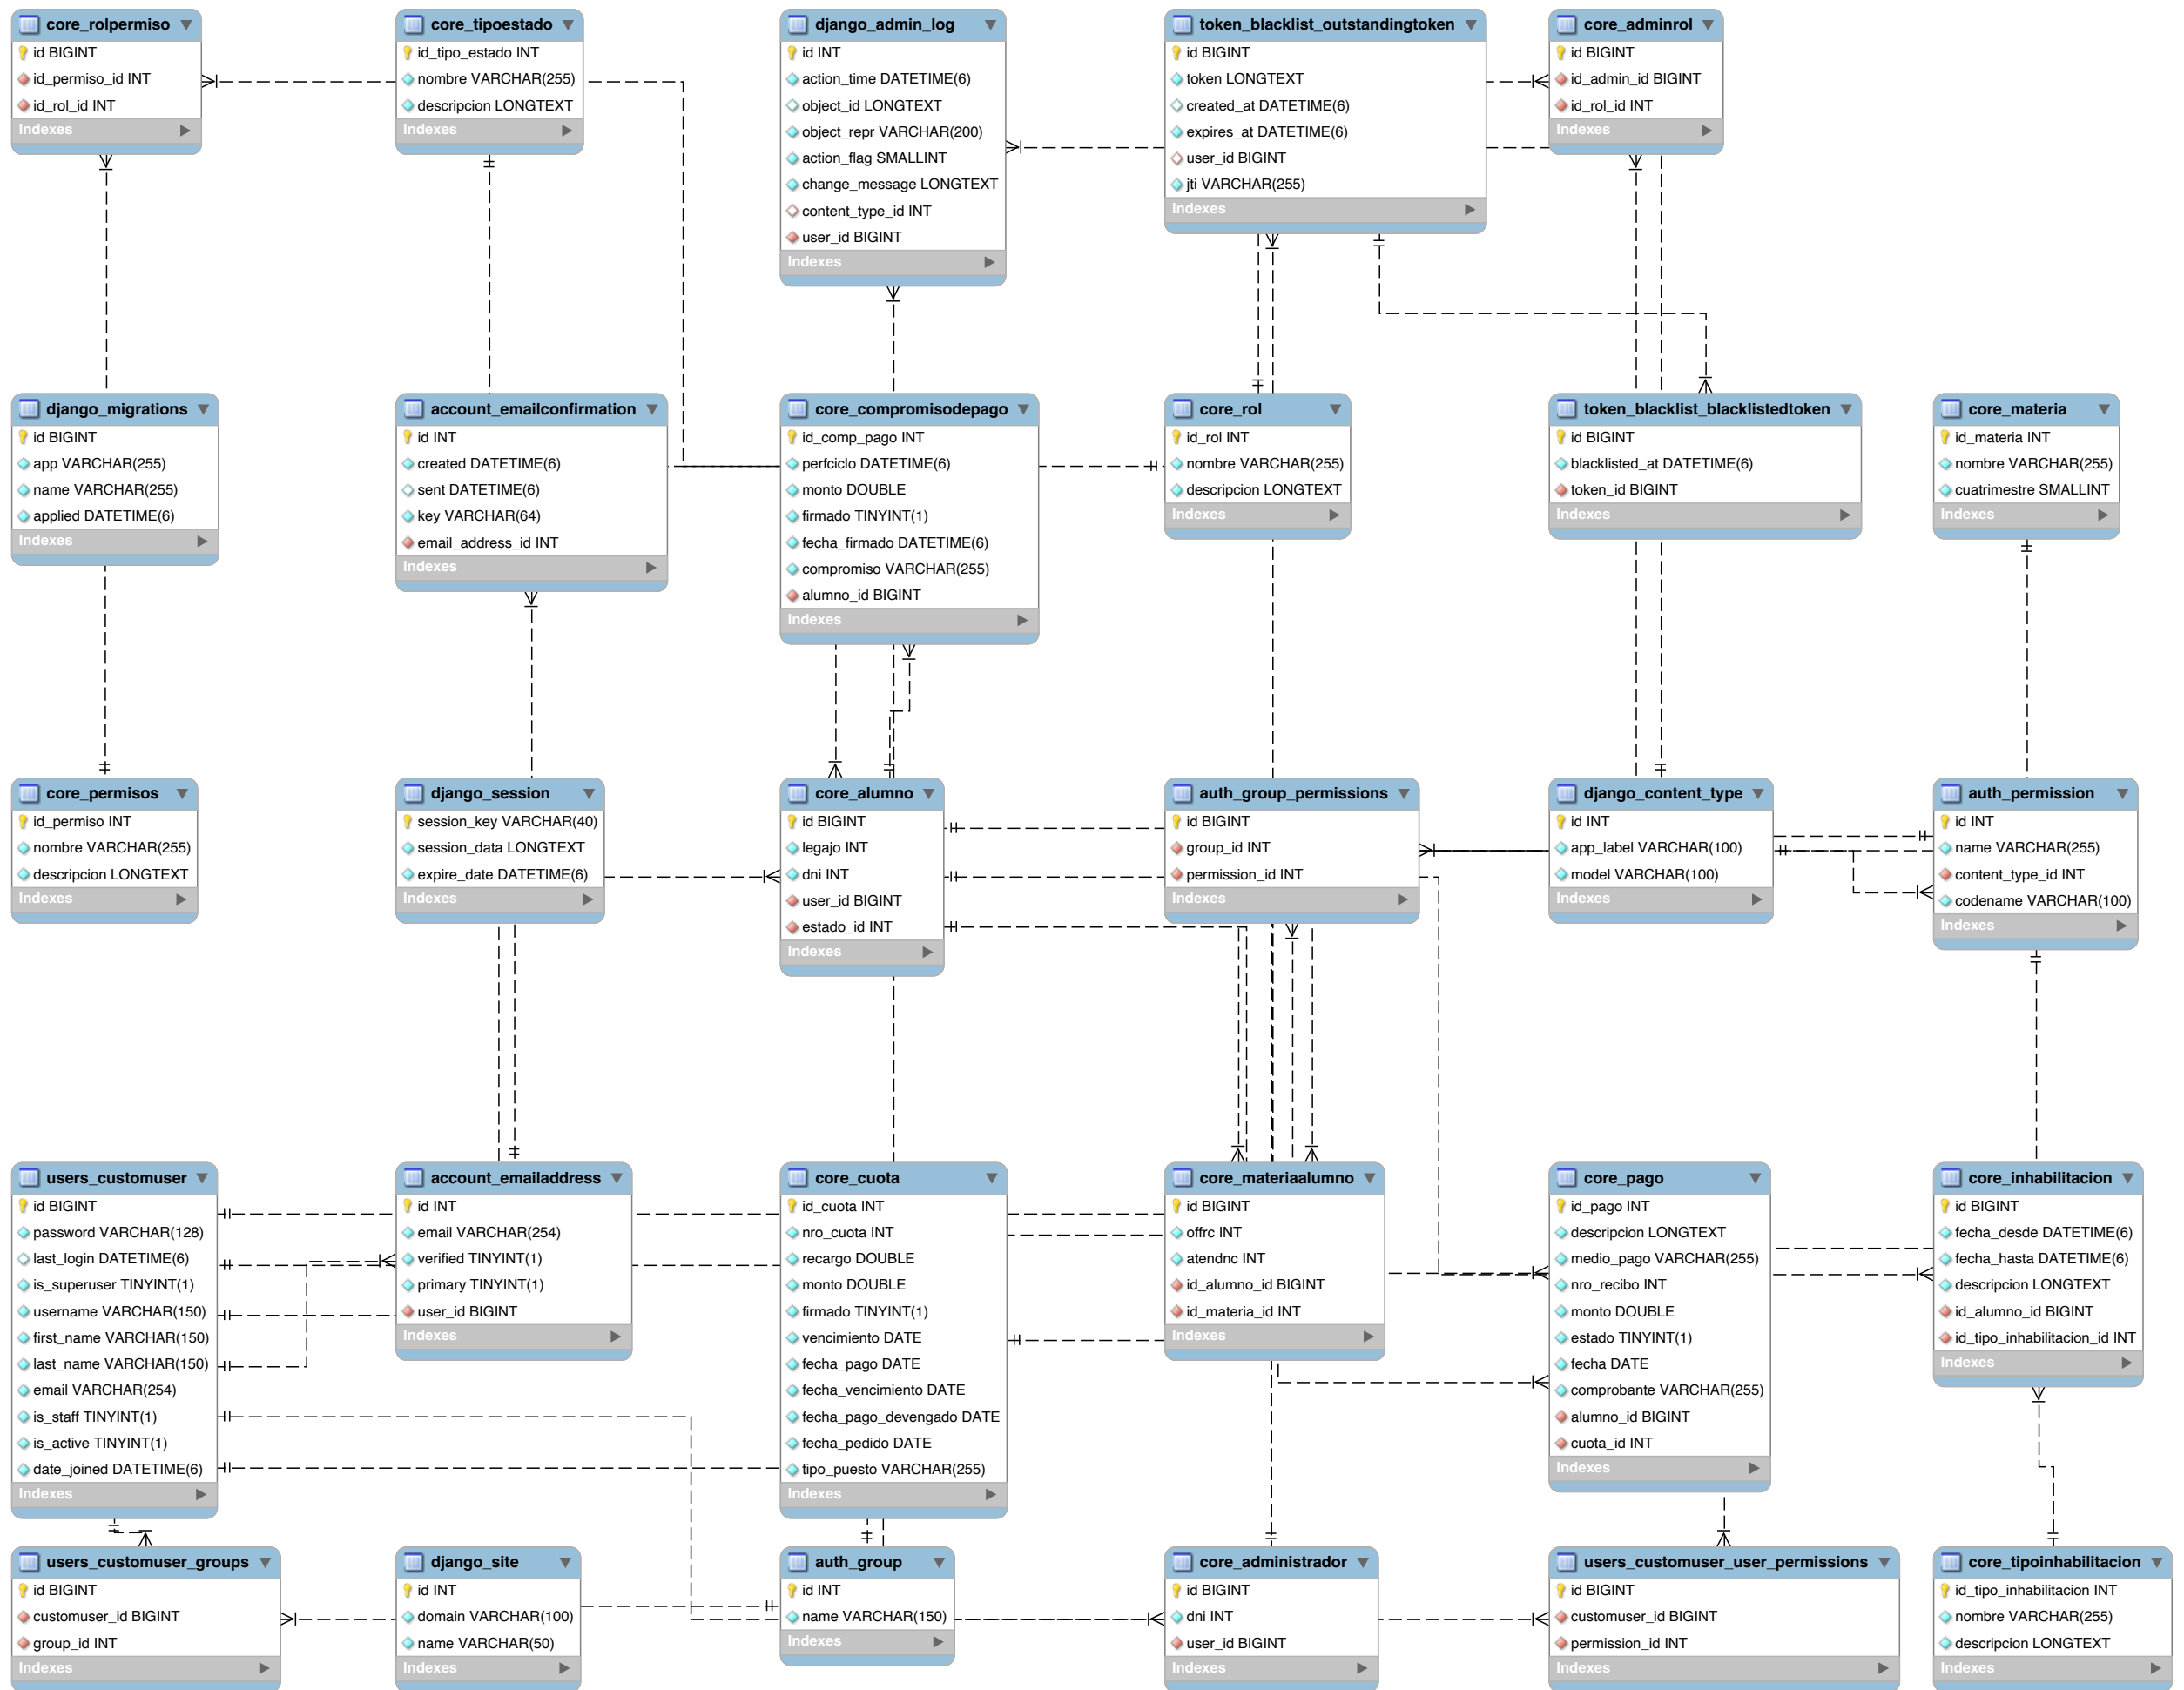 core_rolpermiso
id BIGINT
id_permiso_id INT
id_rol_id INT
Indexes
core_tipoestado
id_tipo_estado INT
nombre VARCHAR(255)
descripcion LONGTEXT
Indexes
django_admin_log
id INT
action_time DATETIME(6)
object_id LONGTEXT
object_repr VARCHAR(200)
action_flag SMALLINT
change_message LONGTEXT
content_type_id INT
user_id BIGINT
Indexes
token_blacklist_outstandingtoken
id BIGINT
token LONGTEXT
created_at DATETIME(6)
expires_at DATETIME(6)
user_id BIGINT
jti VARCHAR(255)
Indexes
core_adminrol
id BIGINT
id_admin_id BIGINT
id_rol_id INT
Indexes
django_migrations
id BIGINT
app VARCHAR(255)
name VARCHAR(255)
applied DATETIME(6)
Indexes
account_emailconfirmation
id INT
created DATETIME(6)
sent DATETIME(6)
key VARCHAR(64)
email_address_id INT
Indexes
core_compromisodepago
id_comp_pago INT
perfciclo DATETIME(6)
monto DOUBLE
firmado TINYINT(1)
fecha_firmado DATETIME(6)
compromiso VARCHAR(255)
alumno_id BIGINT
Indexes
core_rol
id_rol INT
nombre VARCHAR(255)
descripcion LONGTEXT
Indexes
token_blacklist_blacklistedtoken
id BIGINT
blacklisted_at DATETIME(6)
token_id BIGINT
Indexes
core_materia
id_materia INT
nombre VARCHAR(255)
cuatrimestre SMALLINT
Indexes
core_permisos
id_permiso INT
nombre VARCHAR(255)
descripcion LONGTEXT
Indexes
django_session
session_key VARCHAR(40)
session_data LONGTEXT
expire_date DATETIME(6)
Indexes
core_alumno
id BIGINT
legajo INT
dni INT
user_id BIGINT
estado_id INT
Indexes
auth_group_permissions
id BIGINT
group_id INT
permission_id INT
Indexes
django_content_type
id INT
app_label VARCHAR(100)
model VARCHAR(100)
Indexes
auth_permission
id INT
name VARCHAR(255)
content_type_id INT
codename VARCHAR(100)
Indexes
users_customuser
id BIGINT
password VARCHAR(128)
last_login DATETIME(6)
is_superuser TINYINT(1)
username VARCHAR(150)
first_name VARCHAR(150)
last_name VARCHAR(150)
email VARCHAR(254)
is_staff TINYINT(1)
is_active TINYINT(1)
date_joined DATETIME(6)
Indexes
account_emailaddress
id INT
email VARCHAR(254)
verified TINYINT(1)
primary TINYINT(1)
user_id BIGINT
Indexes
core_cuota
id_cuota INT
nro_cuota INT
recargo DOUBLE
monto DOUBLE
firmado TINYINT(1)
vencimiento DATE
fecha_pago DATE
fecha_vencimiento DATE
fecha_pago_devengado DATE
fecha_pedido DATE
tipo_puesto VARCHAR(255)
Indexes
core_materiaalumno
id BIGINT
offrc INT
atendnc INT
id_alumno_id BIGINT
id_materia_id INT
Indexes
core_pago
id_pago INT
descripcion LONGTEXT
medio_pago VARCHAR(255)
nro_recibo INT
monto DOUBLE
estado TINYINT(1)
fecha DATE
comprobante VARCHAR(255)
alumno_id BIGINT
cuota_id INT
Indexes
core_inhabilitacion
id BIGINT
fecha_desde DATETIME(6)
fecha_hasta DATETIME(6)
descripcion LONGTEXT
id_alumno_id BIGINT
id_tipo_inhabilitacion_id INT
Indexes
users_customuser_groups
id BIGINT
customuser_id BIGINT
group_id INT
Indexes
django_site
id INT
domain VARCHAR(100)
name VARCHAR(50)
Indexes
auth_group
id INT
name VARCHAR(150)
Indexes
core_administrador
id BIGINT
dni INT
user_id BIGINT
Indexes
users_customuser_user_permissions
id BIGINT
customuser_id BIGINT
permission_id INT
Indexes
core_tipoinhabilitacion
id_tipo_inhabilitacion INT
nombre VARCHAR(255)
descripcion LONGTEXT
Indexes